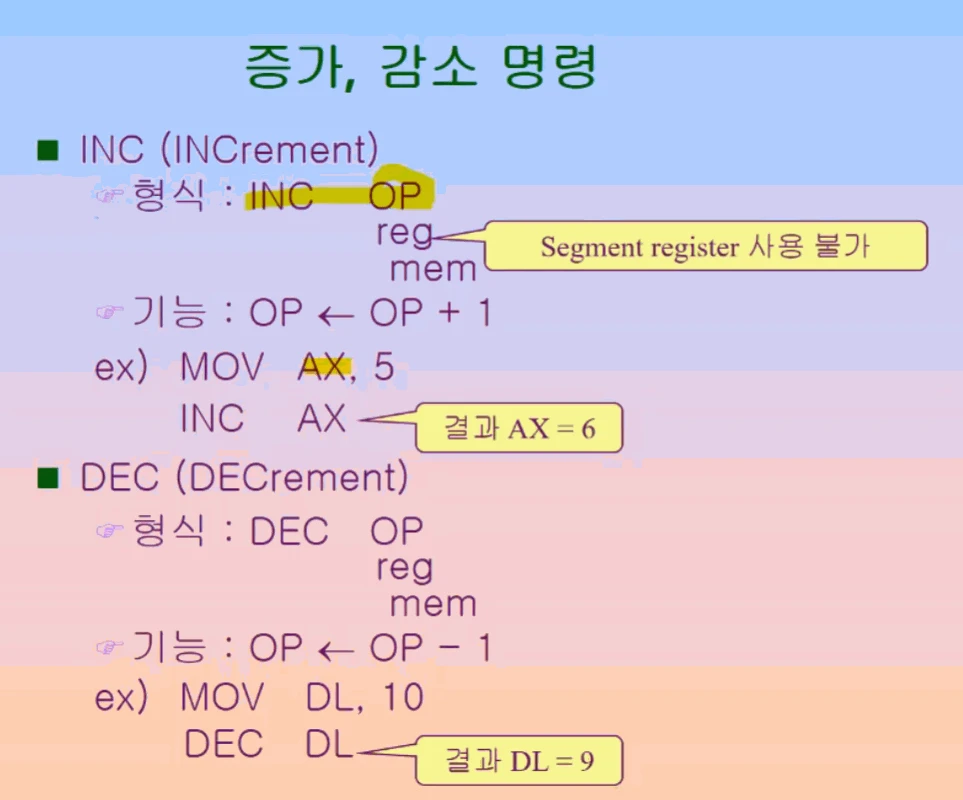 증가, 감소 명령
■ INC (INCrement)
☞형식 : INC OP
reg
Segment register 사용 불가
mem
☞기능 : OP ← OP + 1
ex) MOV AX, 5
INC AX
결과 AX = 6
■ DEC (DECrement)
☞형식 : DEC OP
reg
mem
☞기능 : OP ← OP − 1
ex) MOV DL, 10
DEC DL
결과 DL = 9